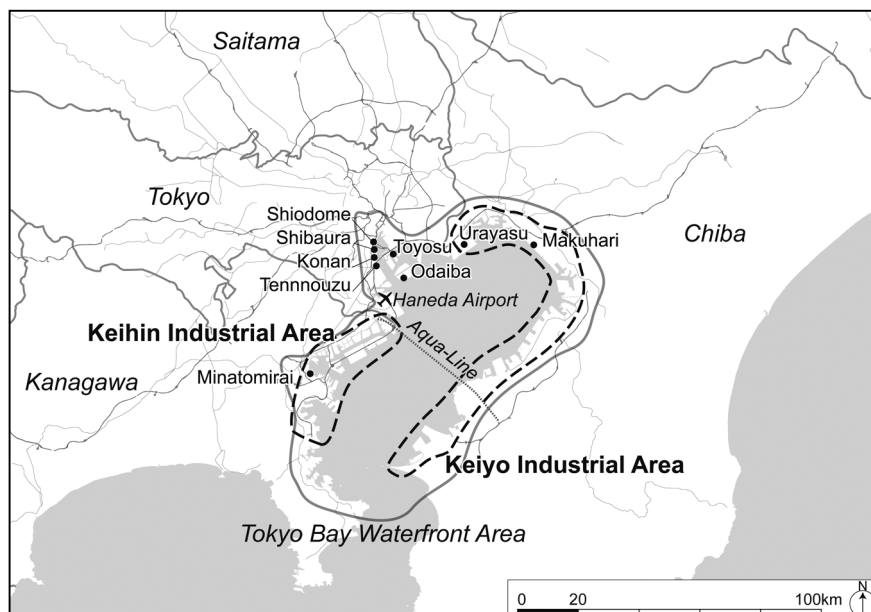 Saitama
Tokyo
Shiodome
Shibaura
Konan
Tennnouzu
Toyosu
Odaiba
Urayasu
Makuhari
Chiba
Haneda Airport
Keihin Industrial Area
Aqua-Line
Kanagawa
Minatomirai
Keiyo Industrial Area
Tokyo Bay Waterfront Area
0 20 100km
N